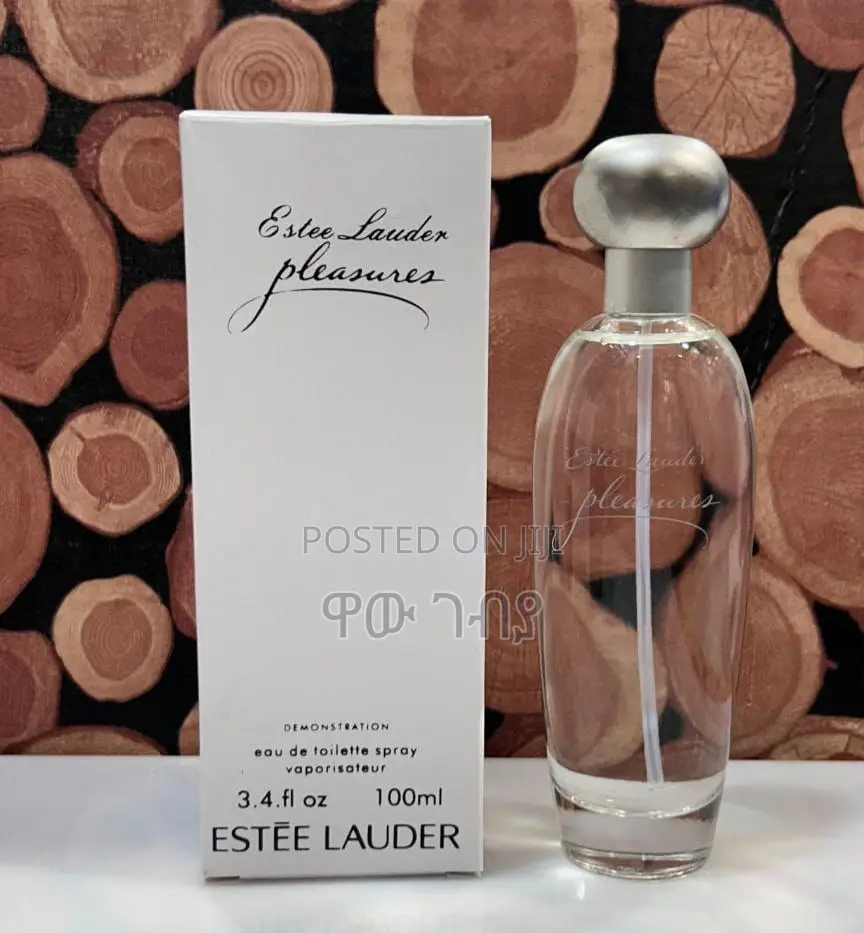 Estee Lauder
pleasures
DEMONSTRATION
eau de toilette spray
vaporisateur
3.4.fl oz 100ml
ESTĒE LAUDER
Estee Lauder
pleasures
POSTED ON JIJI
ዋው ገብያ